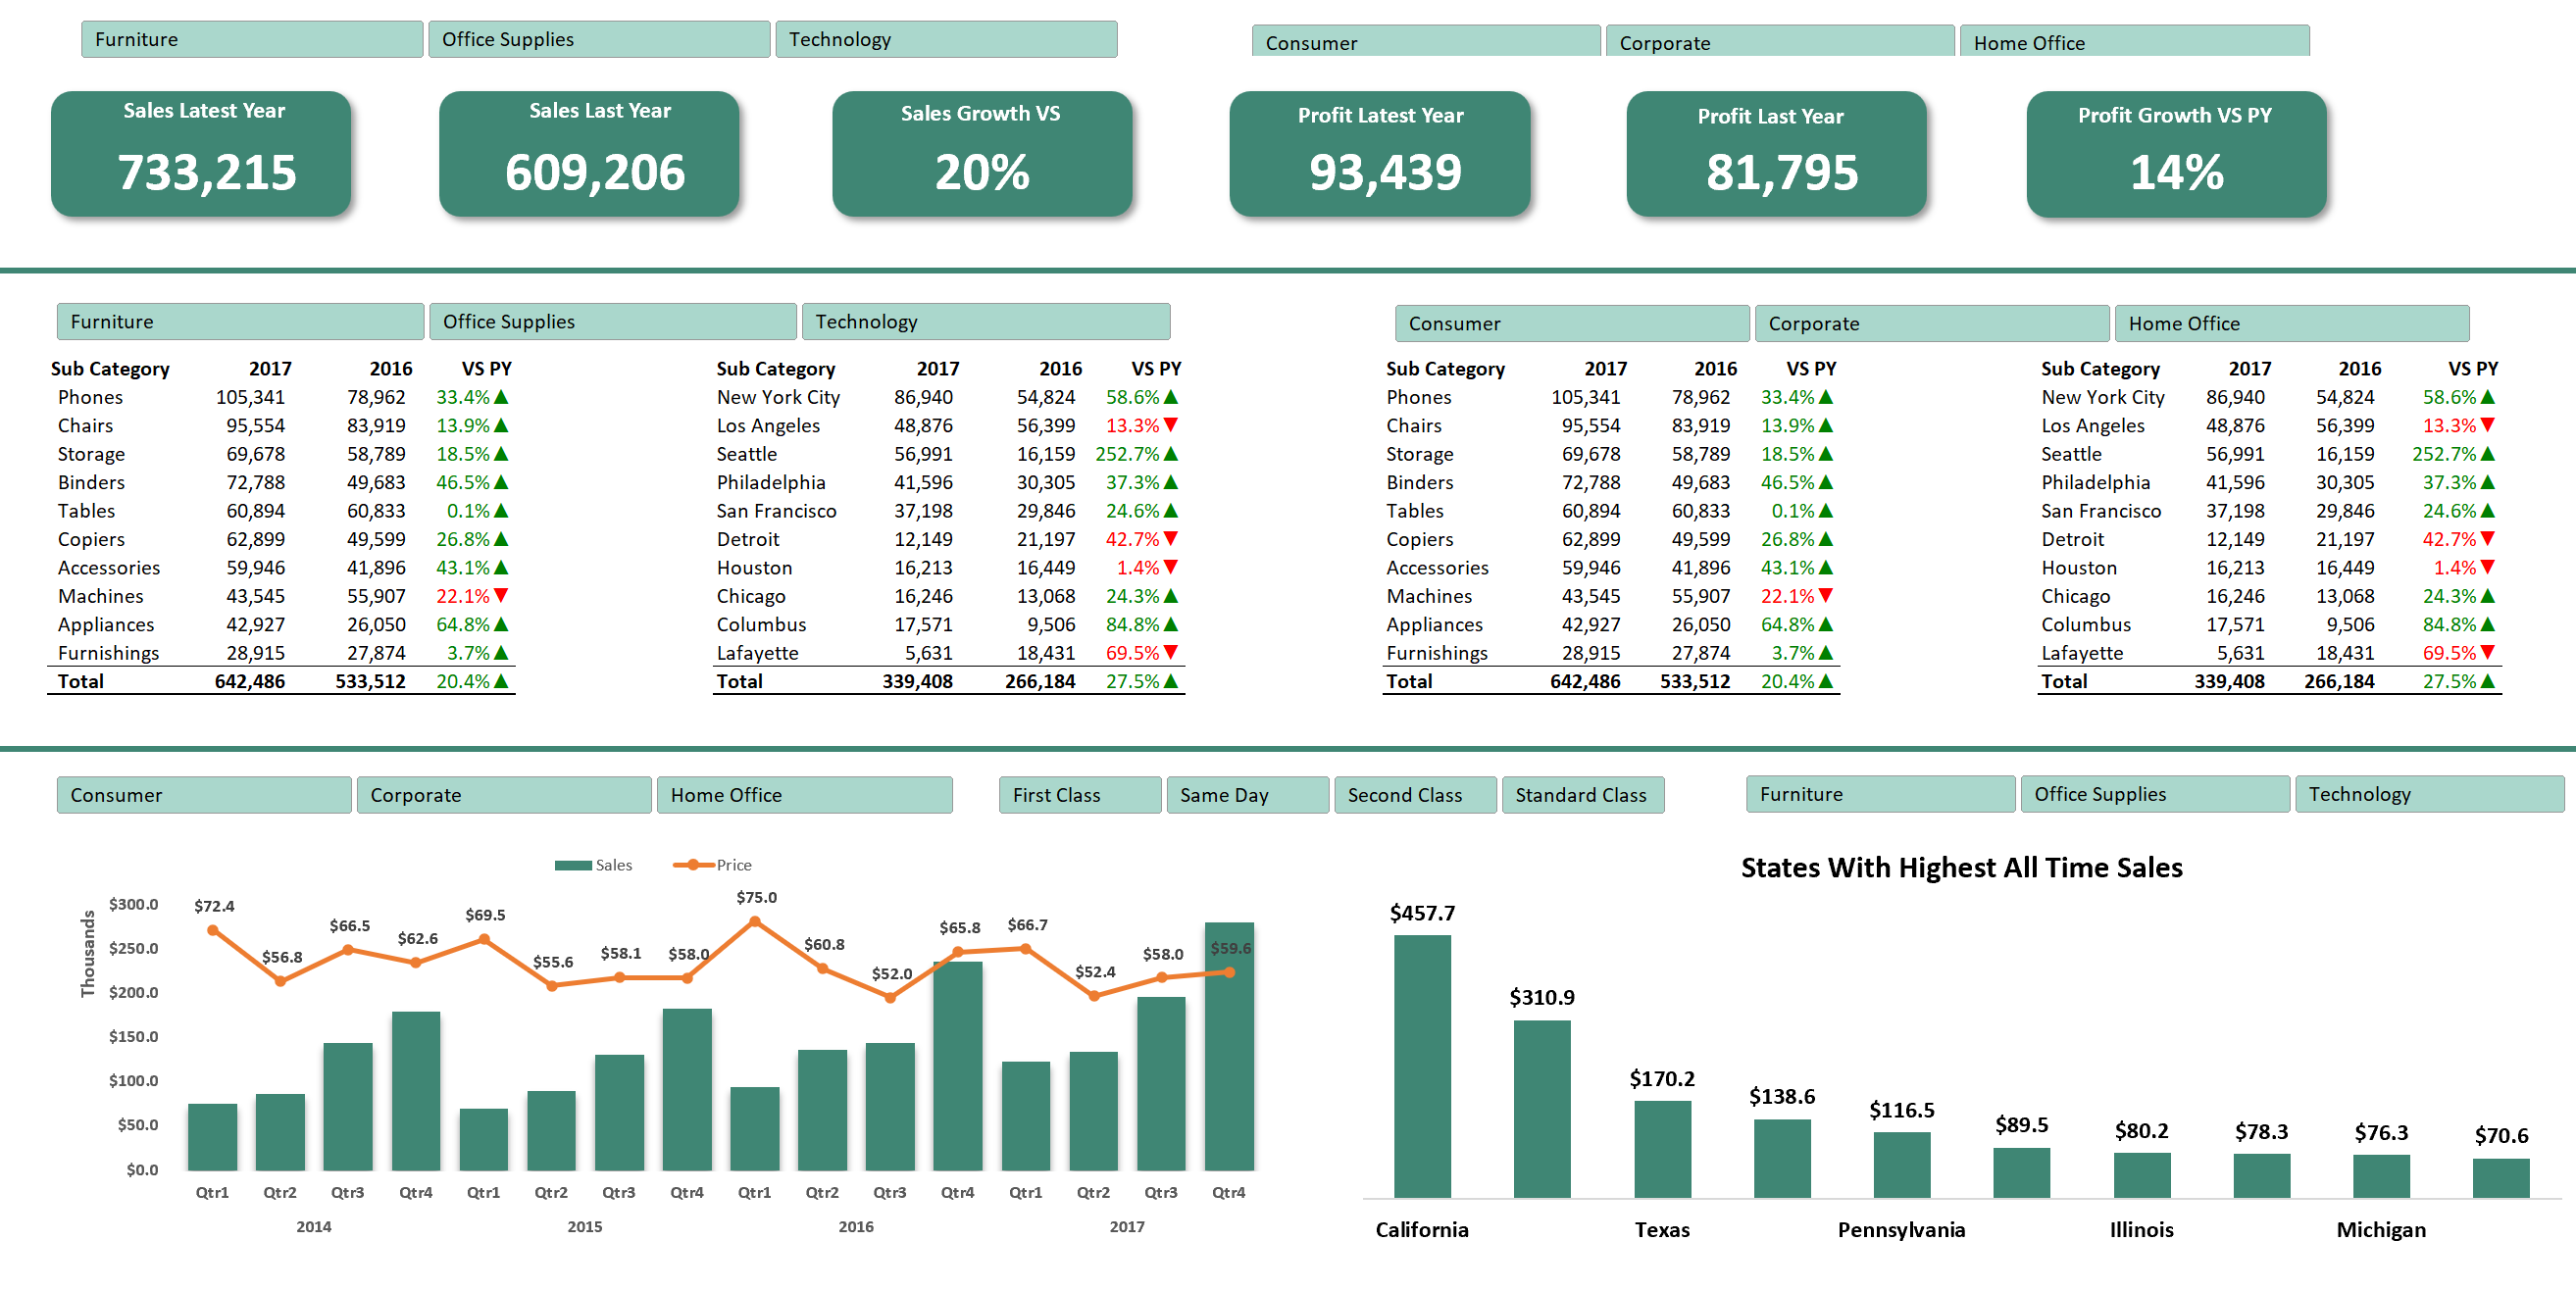 Furniture Office Supplies Technology Consumer Corporate Home Office
Sales Latest Year
733,215
Sales Last Year
609,206
Sales Growth VS
20%
Profit Latest Year
93,439
Profit Last Year
81,795
Profit Growth VS PY
14%
Furniture Office Supplies Technology
Sub Category 2017 2016 VS PY
Phones 105,341 78,962 33.4%▲
Chairs 95,554 83,919 13.9%▲
Storage 69,678 58,789 18.5%▲
Binders 72,788 49,683 46.5%▲
Tables 60,894 60,833 0.1%▲
Copiers 62,899 49,599 26.8%▲
Accessories 59,946 41,896 43.1%▲
Machines 43,545 55,907 22.1%▼
Appliances 42,927 26,050 64.8%▲
Furnishings 28,915 27,874 3.7%▲
Total 642,486 533,512 20.4%▲
Sub Category 2017 2016 VS PY
New York City 86,940 54,824 58.6%▲
Los Angeles 48,876 56,399 13.3%▼
Seattle 56,991 16,159 252.7%▲
Philadelphia 41,596 30,305 37.3%▲
San Francisco 37,198 29,846 24.6%▲
Detroit 12,149 21,197 42.7%▼
Houston 16,213 16,449 1.4%▼
Chicago 16,246 13,068 24.3%▲
Columbus 17,571 9,506 84.8%▲
Lafayette 5,631 18,431 69.5%▼
Total 339,408 266,184 27.5%▲
Consumer Corporate Home Office
Sub Category 2017 2016 VS PY
Phones 105,341 78,962 33.4%▲
Chairs 95,554 83,919 13.9%▲
Storage 69,678 58,789 18.5%▲
Binders 72,788 49,683 46.5%▲
Tables 60,894 60,833 0.1%▲
Copiers 62,899 49,599 26.8%▲
Accessories 59,946 41,896 43.1%▲
Machines 43,545 55,907 22.1%▼
Appliances 42,927 26,050 64.8%▲
Furnishings 28,915 27,874 3.7%▲
Total 642,486 533,512 20.4%▲
Sub Category 2017 2016 VS PY
New York City 86,940 54,824 58.6%▲
Los Angeles 48,876 56,399 13.3%▼
Seattle 56,991 16,159 252.7%▲
Philadelphia 41,596 30,305 37.3%▲
San Francisco 37,198 29,846 24.6%▲
Detroit 12,149 21,197 42.7%▼
Houston 16,213 16,449 1.4%▼
Chicago 16,246 13,068 24.3%▲
Columbus 17,571 9,506 84.8%▲
Lafayette 5,631 18,431 69.5%▼
Total 339,408 266,184 27.5%▲
Consumer Corporate Home Office
First Class Same Day Second Class Standard Class
Furniture Office Supplies Technology
Sales Price
Thousands
$300.0
$250.0
$200.0
$150.0
$100.0
$50.0
$0.0
$72.4 $56.8 $66.5 $62.6 $69.5 $55.6 $58.1 $58.0 $75.0 $60.8 $52.0 $65.8 $66.7 $52.4 $58.0 $59.6
Qtr1 Qtr2 Qtr3 Qtr4 Qtr1 Qtr2 Qtr3 Qtr4 Qtr1 Qtr2 Qtr3 Qtr4 Qtr1 Qtr2 Qtr3 Qtr4
2014 2015 2016 2017
States With Highest All Time Sales
$457.7 $310.9 $170.2 $138.6 $116.5 $89.5 $80.2 $78.3 $76.3 $70.6
California Texas Pennsylvania Illinois Michigan